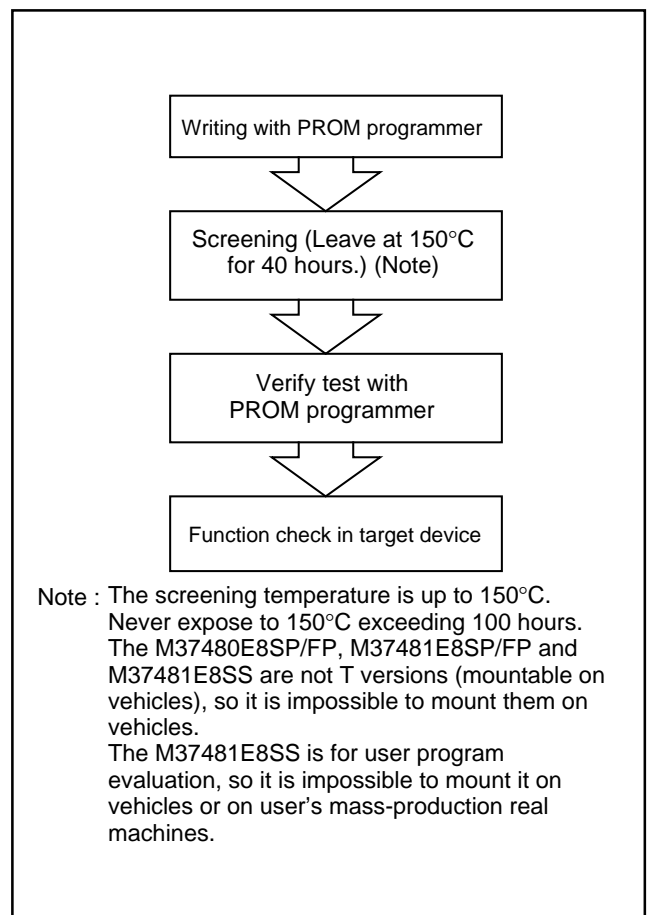 Writing with PROM programmer
Screening (Leave at 150°C
for 40 hours.) (Note)
Verify test with
PROM programmer
Function check in target device
Note : The screening temperature is up to 150°C.
Never expose to 150°C exceeding 100 hours.
The M37480E8SP/FP, M37481E8SP/FP and
M37481E8SS are not T versions (mountable on
vehicles), so it is impossible to mount them on
vehicles.
The M37481E8SS is for user program
evaluation, so it is impossible to mount it on
vehicles or on user's mass-production real
machines.